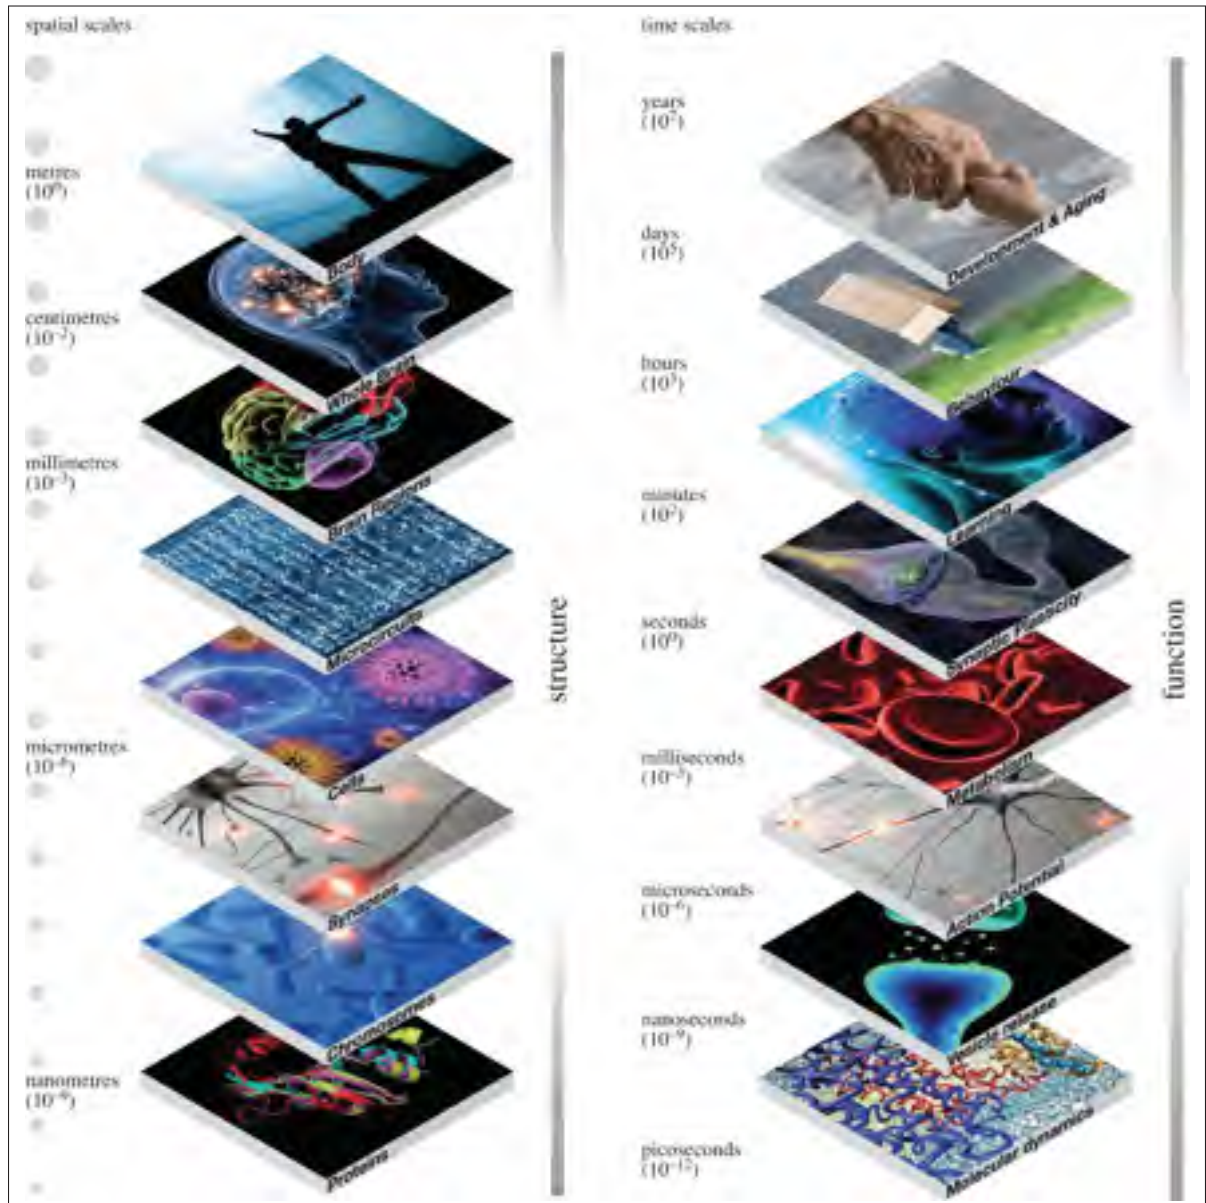 spatial scales
metres
(10⁰)
centimetres
(10⁻²)
millimetres
(10⁻³)
micrometres
(10⁻⁶)
nanometres
(10⁻⁹)
Body
Whole Brain
Brain Regions
Microcircuits
Cells
Synapses
Chromosomes
Proteins
structure
time scales
years
(10⁷)
days
(10⁵)
hours
(10³)
minutes
(10²)
seconds
(10⁰)
milliseconds
(10⁻³)
microseconds
(10⁻⁶)
nanoseconds
(10⁻⁹)
picoseconds
(10⁻¹²)
Development & Aging
Behaviour
Learning
Synaptic Plasticity
Metabolism
Action Potential
Vesicle release
Molecular dynamics
function